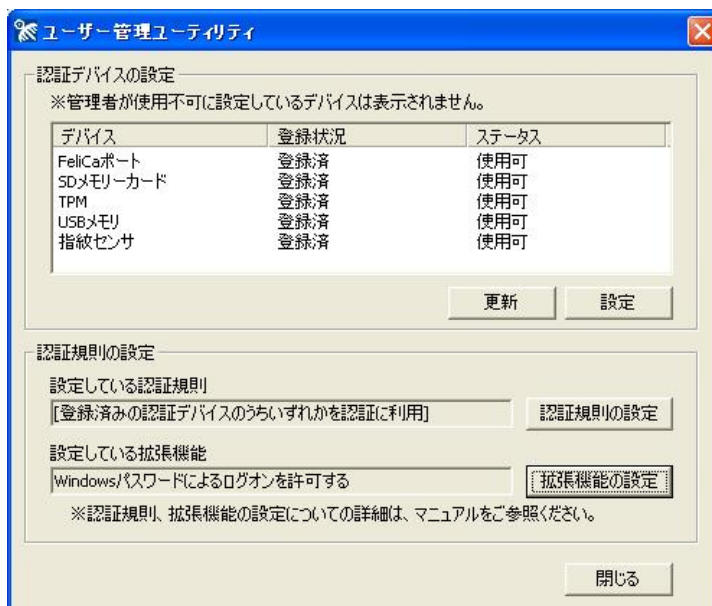 ユーザー管理ユーティリティ
認証デバイスの設定
※管理者が使用不可に設定しているデバイスは表示されません。
デバイス 登録状況 ステータス
FeliCaポート 登録済 使用可
SDメモリーカード 登録済 使用可
TPM 登録済 使用可
USBメモリ 登録済 使用可
指紋センサ 登録済 使用可
更新 設定
認証規則の設定
設定している認証規則
[登録済みの認証デバイスのうちいずれかを認証に利用] 認証規則の設定
設定している拡張機能
Windowsパスワードによるログオンを許可する 拡張機能の設定
※認証規則、拡張機能の設定についての詳細は、マニュアルをご参照ください。
閉じる